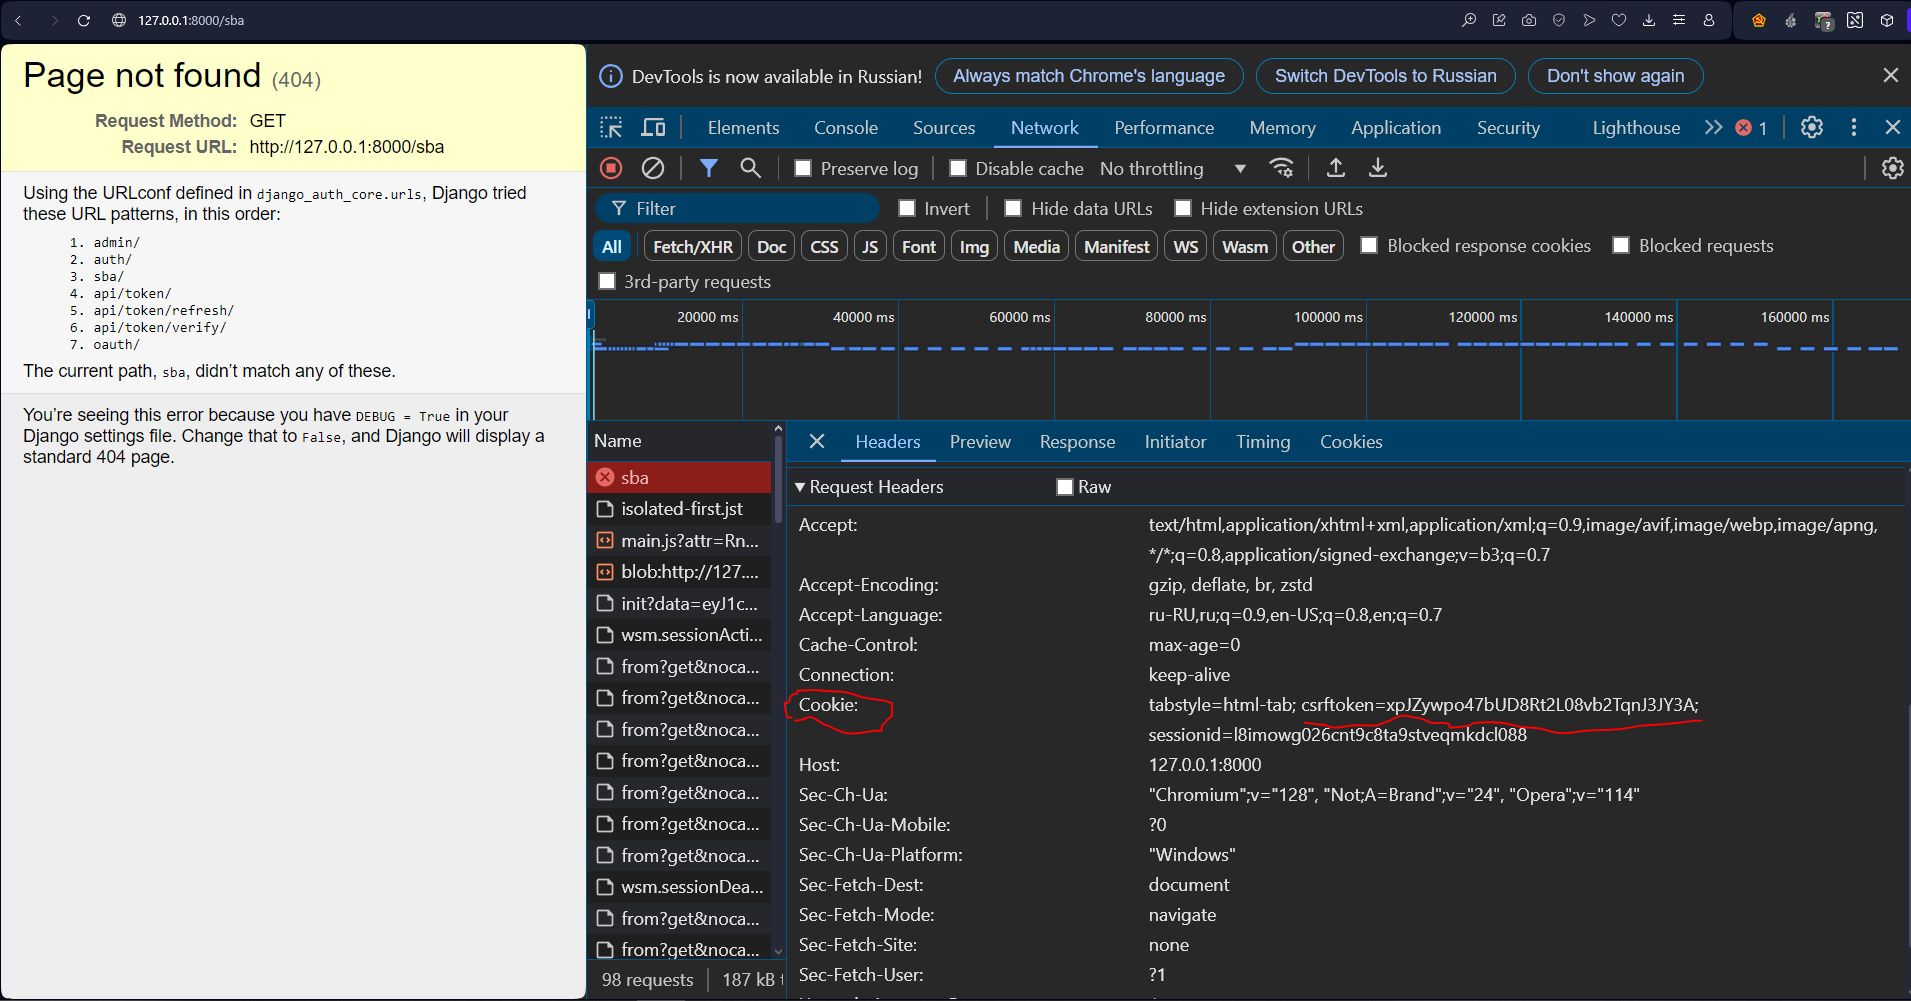 127.0.0.1:8000/sba
Page not found (404)
Request Method: GET
Request URL: http://127.0.0.1:8000/sba
Using the URLconf defined in django_auth_core.urls, Django tried
these URL patterns, in this order:
1. admin/
2. auth/
3. sba/
4. api/token/
5. api/token/refresh/
6. api/token/verify/
7. oauth/
The current path, sba, didn’t match any of these.
You’re seeing this error because you have DEBUG = True in your
Django settings file. Change that to False, and Django will display a
standard 404 page.
DevTools is now available in Russian! Always match Chrome's language Switch DevTools to Russian Don't show again
Elements Console Sources Network Performance Memory Application Security Lighthouse 1
Preserve log Disable cache No throttling
Filter Invert Hide data URLs Hide extension URLs
All Fetch/XHR Doc CSS JS Font Img Media Manifest WS Wasm Other Blocked response cookies Blocked requests
3rd-party requests
20000 ms 40000 ms 60000 ms 80000 ms 100000 ms 120000 ms 140000 ms 160000 ms
Name
sba
isolated-first.jst
main.js?attr=Rn...
blob:http://127....
init?data=eyJ1c...
wsm.sessionActi...
from?get&noca...
from?get&noca...
from?get&noca...
from?get&noca...
from?get&noca...
from?get&noca...
from?get&noca...
wsm.sessionDea...
from?get&noca...
from?get&noca...
98 requests 187 kB
Headers Preview Response Initiator Timing Cookies
Request Headers Raw
Accept: text/html,application/xhtml+xml,application/xml;q=0.9,image/avif,image/webp,image/apng,
*/*;q=0.8,application/signed-exchange;v=b3;q=0.7
Accept-Encoding: gzip, deflate, br, zstd
Accept-Language: ru-RU,ru;q=0.9,en-US;q=0.8,en;q=0.7
Cache-Control: max-age=0
Connection: keep-alive
Cookie: tabstyle=html-tab; csrftoken=xpJZywpo47bUD8Rt2L08vb2TqnJ3JY3A;
sessionid=l8imowg026cnt9c8ta9stveqmkdcl088
Host: 127.0.0.1:8000
Sec-Ch-Ua: "Chromium";v="128", "Not;A=Brand";v="24", "Opera";v="114"
Sec-Ch-Ua-Mobile: ?0
Sec-Ch-Ua-Platform: "Windows"
Sec-Fetch-Dest: document
Sec-Fetch-Mode: navigate
Sec-Fetch-Site: none
Sec-Fetch-User: ?1